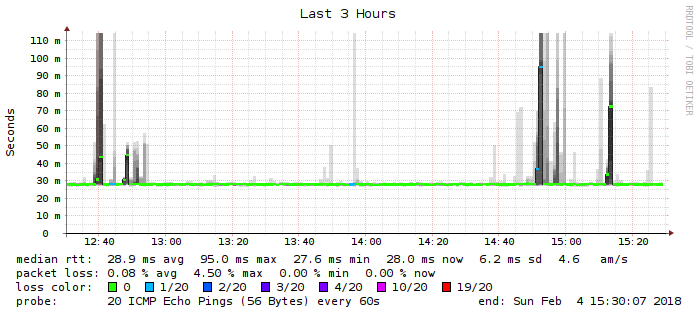 Last 3 Hours
RRDTOOL / TOBI OETIKER
Seconds
110 m
100 m
90 m
80 m
70 m
60 m
50 m
40 m
30 m
20 m
10 m
0
12:40 13:00 13:20 13:40 14:00 14:20 14:40 15:00 15:20
median rtt: 28.9 ms avg 95.0 ms max 27.6 ms min 28.0 ms now 6.2 ms sd 4.6 am/s
packet loss: 0.08 % avg 4.50 % max 0.00 % min 0.00 % now
loss color: 0 1/20 2/20 3/20 4/20 10/20 19/20
probe: 20 ICMP Echo Pings (56 Bytes) every 60s end: Sun Feb 4 15:30:07 2018